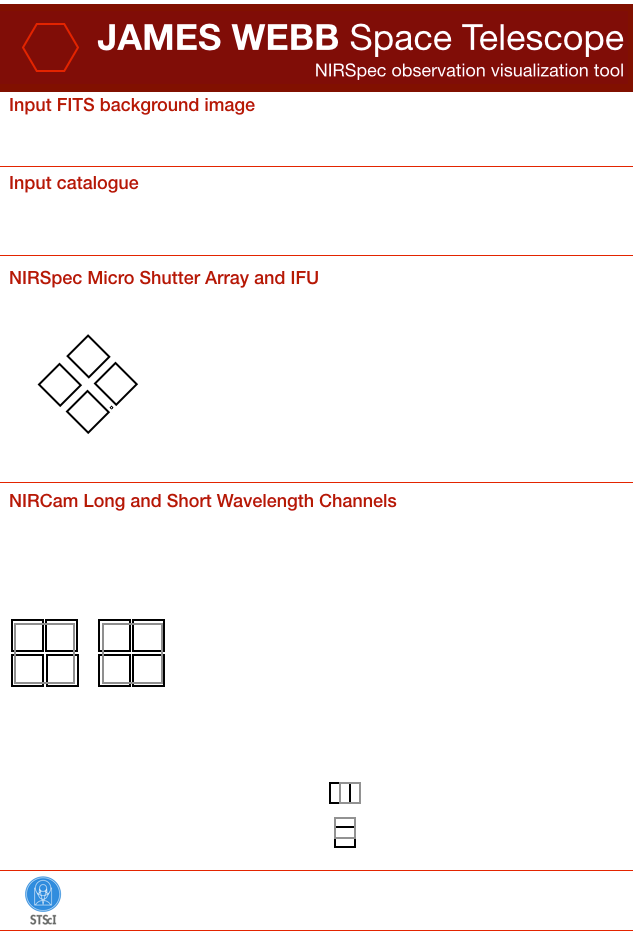 JAMES WEBB Space Telescope
NIRSpec observation visualization tool
Input FITS background image
Input catalogue
NIRSpec Micro Shutter Array and IFU
NIRCam Long and Short Wavelength Channels
STScI